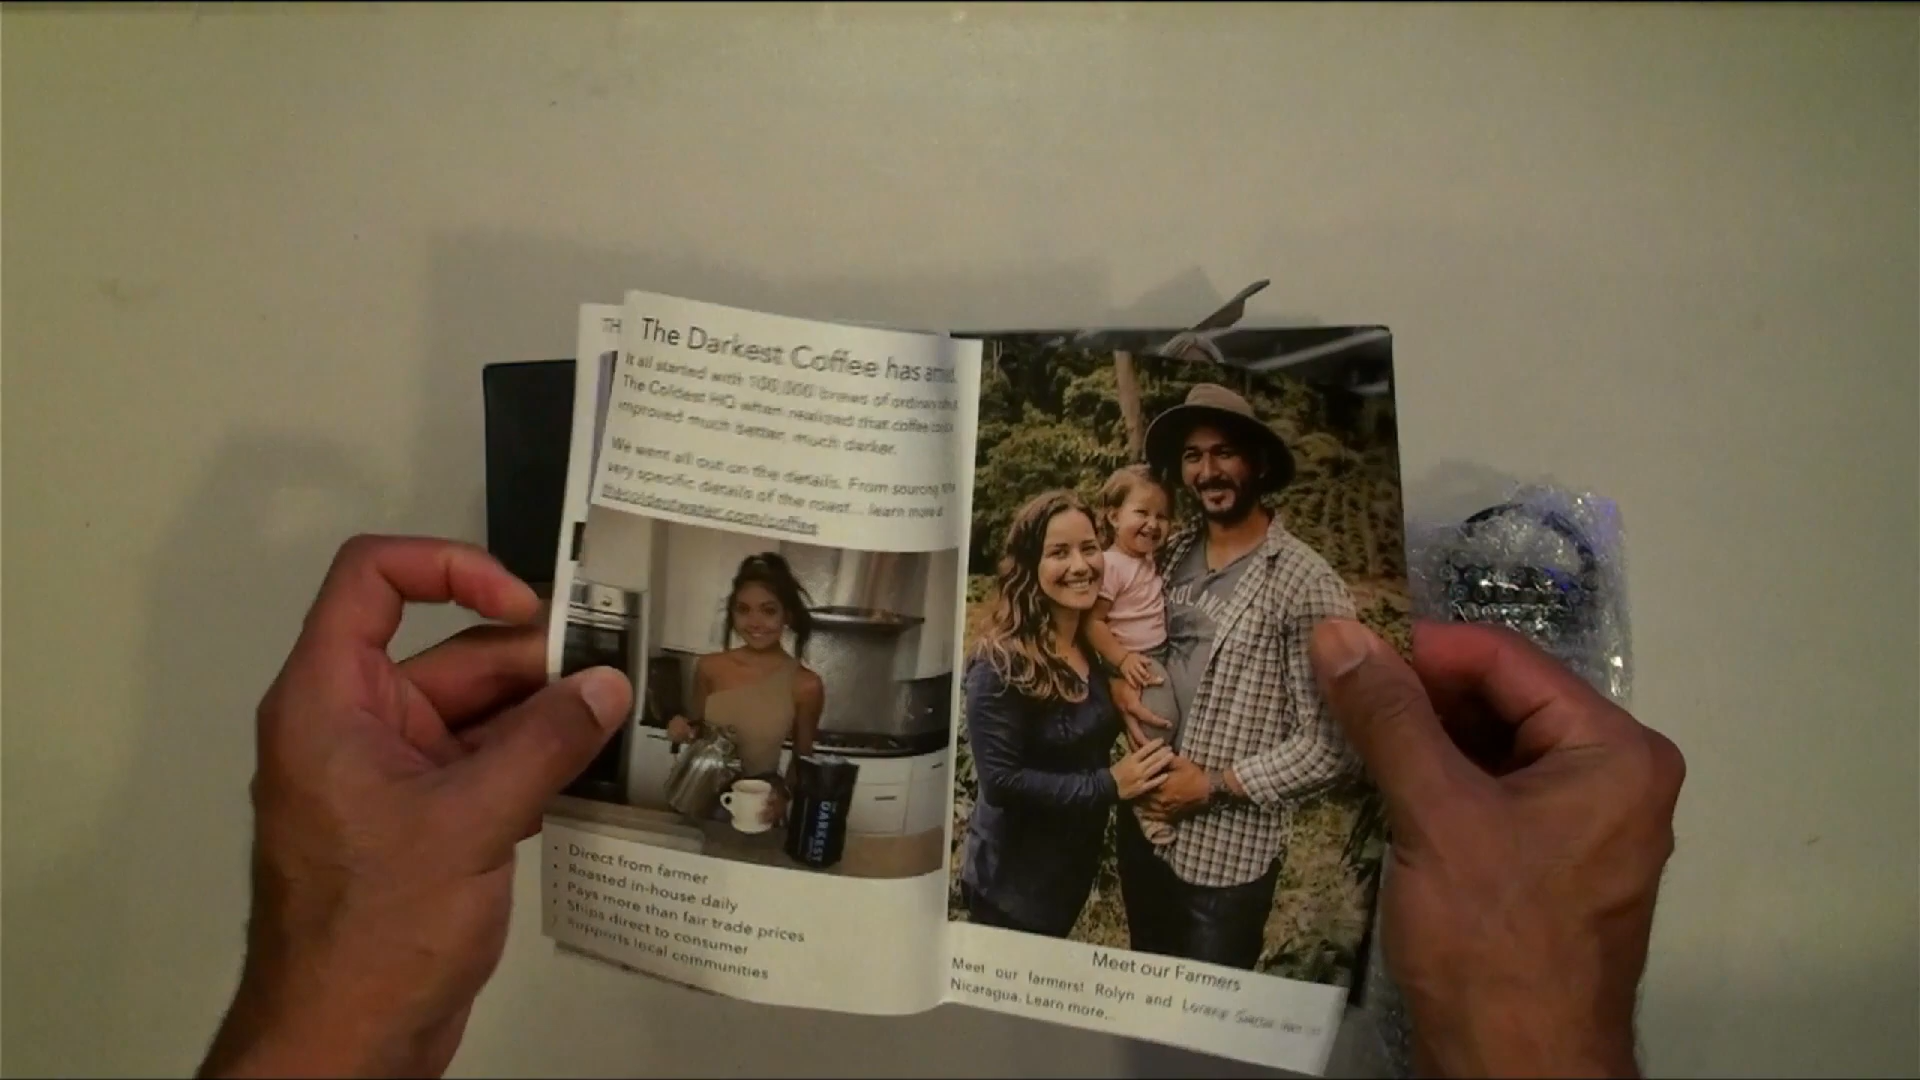 TH
The Darkest Coffee has
It all started with 100,000 brews of ordinary
The Coldest HQ when realized that coffee
improved much better, much darker.
We went all out on the details. From sourcing
very specific details of the roast... learn more
thecoldestwater.com/coffee
DARKEST
• Direct from farmer
• Roasted in-house daily
• Pays more than fair trade prices
• Ships direct to consumer
• Supports local communities
Meet our Farmers
Meet our farmers! Rolyn and
Nicaragua. Learn more...